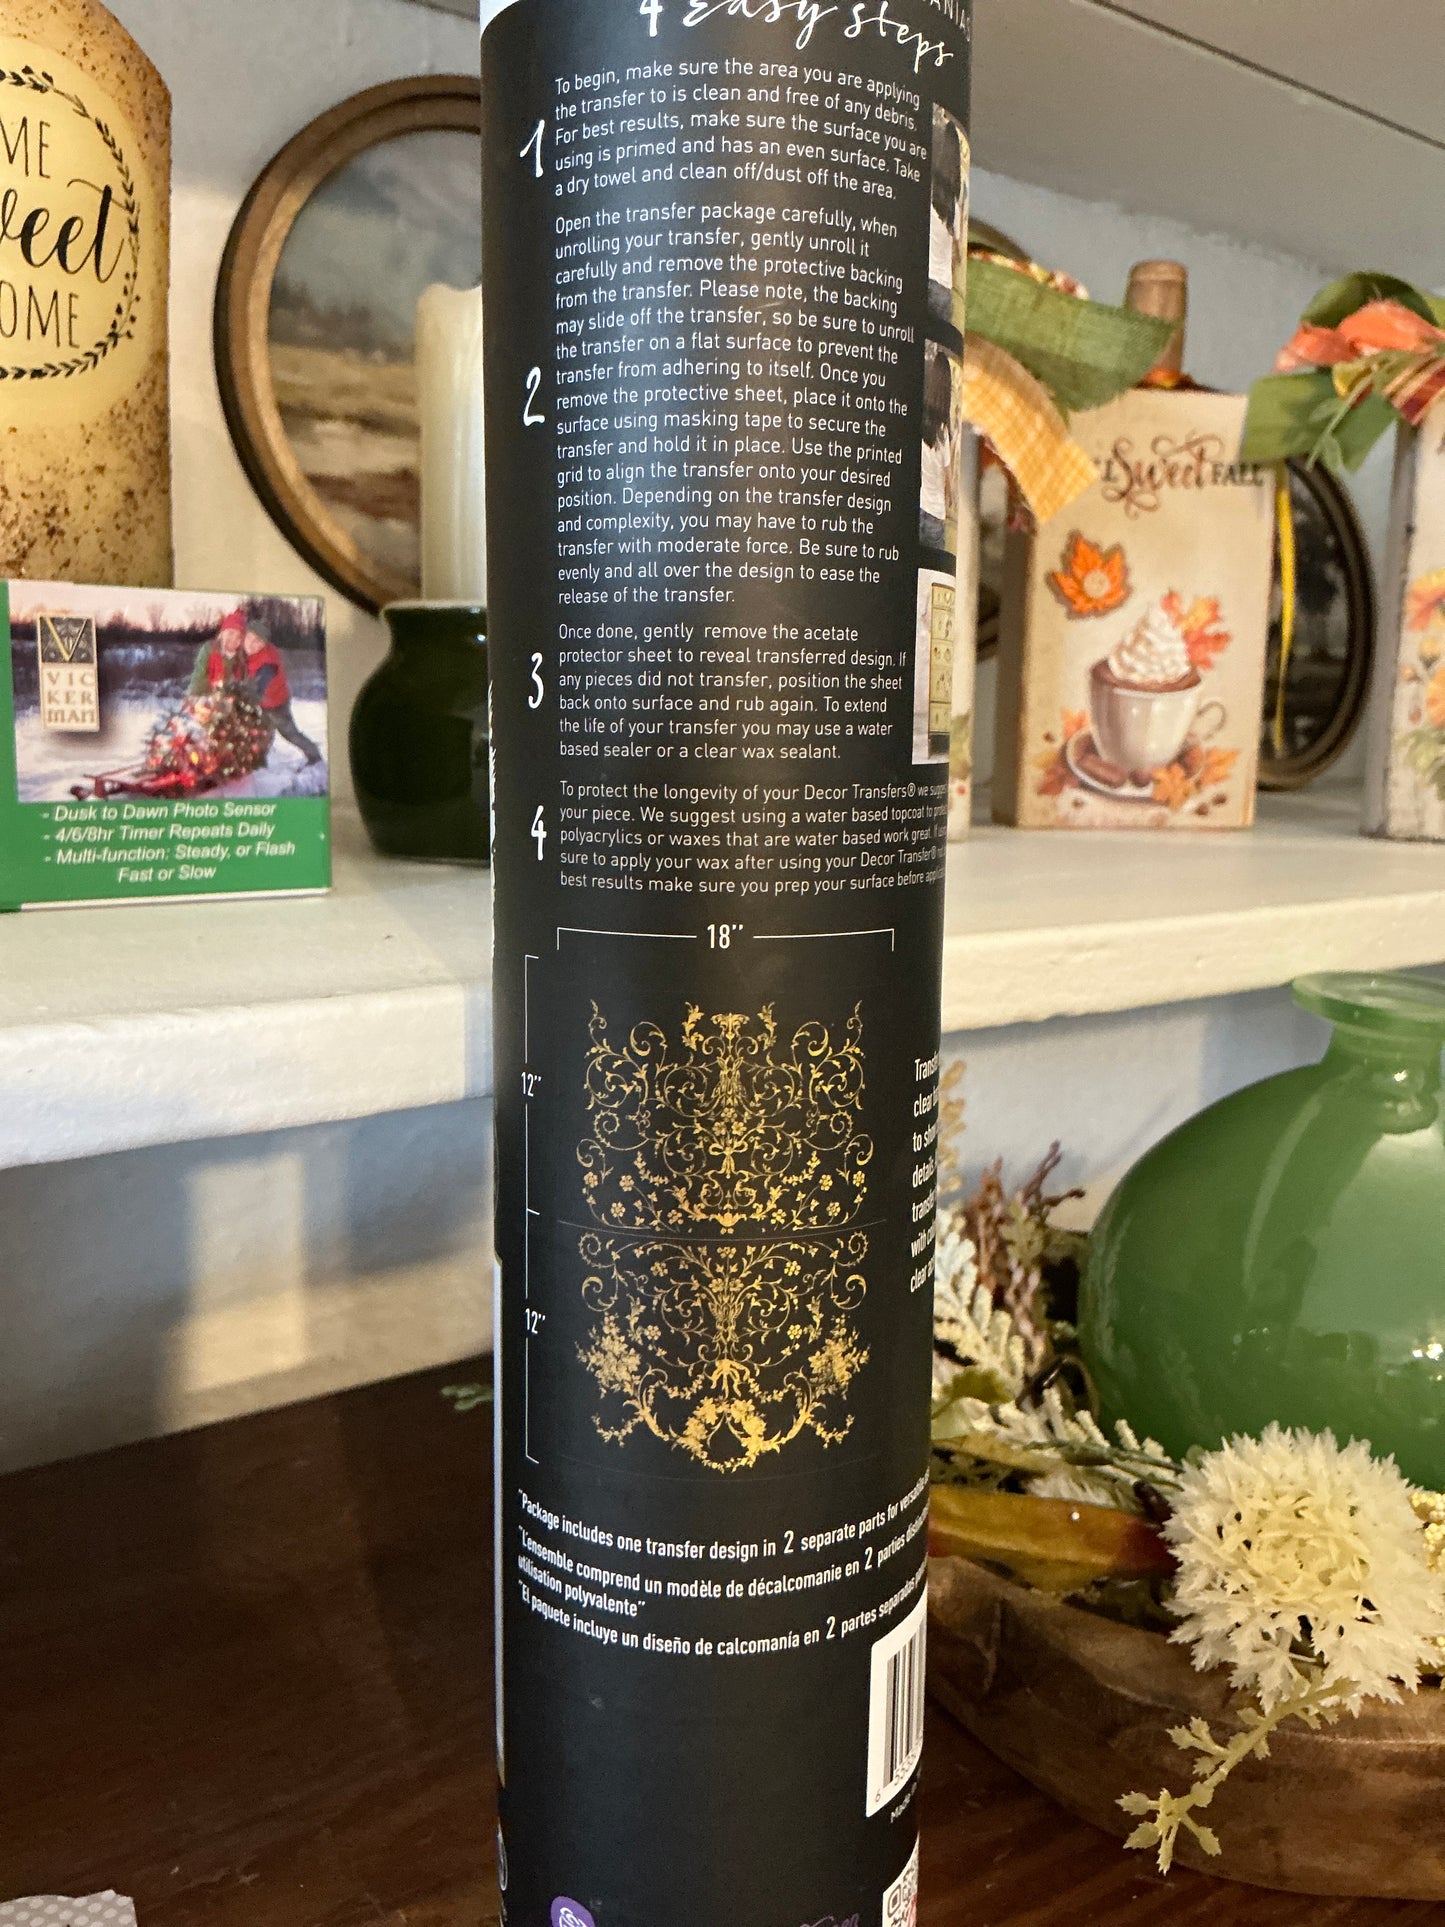 4 easy steps
1
To begin, make sure the area you are applying
the transfer to is clean and free of any debris.
For best results, make sure the surface you are
using is primed and has an even surface. Take
a dry towel and clean off/dust off the area.
2
Open the transfer package carefully, when
unrolling your transfer, gently unroll it
carefully and remove the protective backing
from the transfer. Please note, the backing
may slide off the transfer, so be sure to unroll
the transfer on a flat surface to prevent the
transfer from adhering to itself. Once you
remove the protective sheet, place it onto the
surface using masking tape to secure the
transfer and hold it in place. Use the printed
grid to align the transfer onto your desired
position. Depending on the transfer design
and complexity, you may have to rub the
transfer with moderate force. Be sure to rub
evenly and all over the design to ease the
release of the transfer.
3
Once done, gently remove the acetate
protector sheet to reveal transferred design. If
any pieces did not transfer, position the sheet
back onto surface and rub again. To extend
the life of your transfer you may use a water
based sealer or a clear wax sealant.
4
To protect the longevity of your Decor Transfers® we
your piece. We suggest using a water based topcoat to
polyacrylics or waxes that are water based work great.
sure to apply your wax after using your Decor Transfer®
best results make sure you prep your surface before
18''
12''
12''
"Package includes one transfer design in 2 separate parts for
"L'ensemble comprend un modèle de décalcomanie en 2 parties
utilisation polyvalente"
"El paquete incluye un diseño de calcomanía en 2 partes separadas
to
with
clear
VIC
KER
MAN
- Dusk to Dawn Photo Sensor
- 4/6/8hr Timer Repeats Daily
- Multi-function: Steady, or Flash
Fast or Slow
Sweet FALL